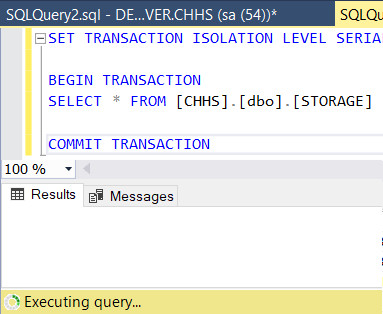 SQLQuery2.sql - DE...VER.CHHS (sa (54))* SQLQu
SET TRANSACTION ISOLATION LEVEL SERIA
BEGIN TRANSACTION
SELECT * FROM [CHHS].[dbo].[STORAGE]
COMMIT TRANSACTION
100 %
Results Messages
Executing query...